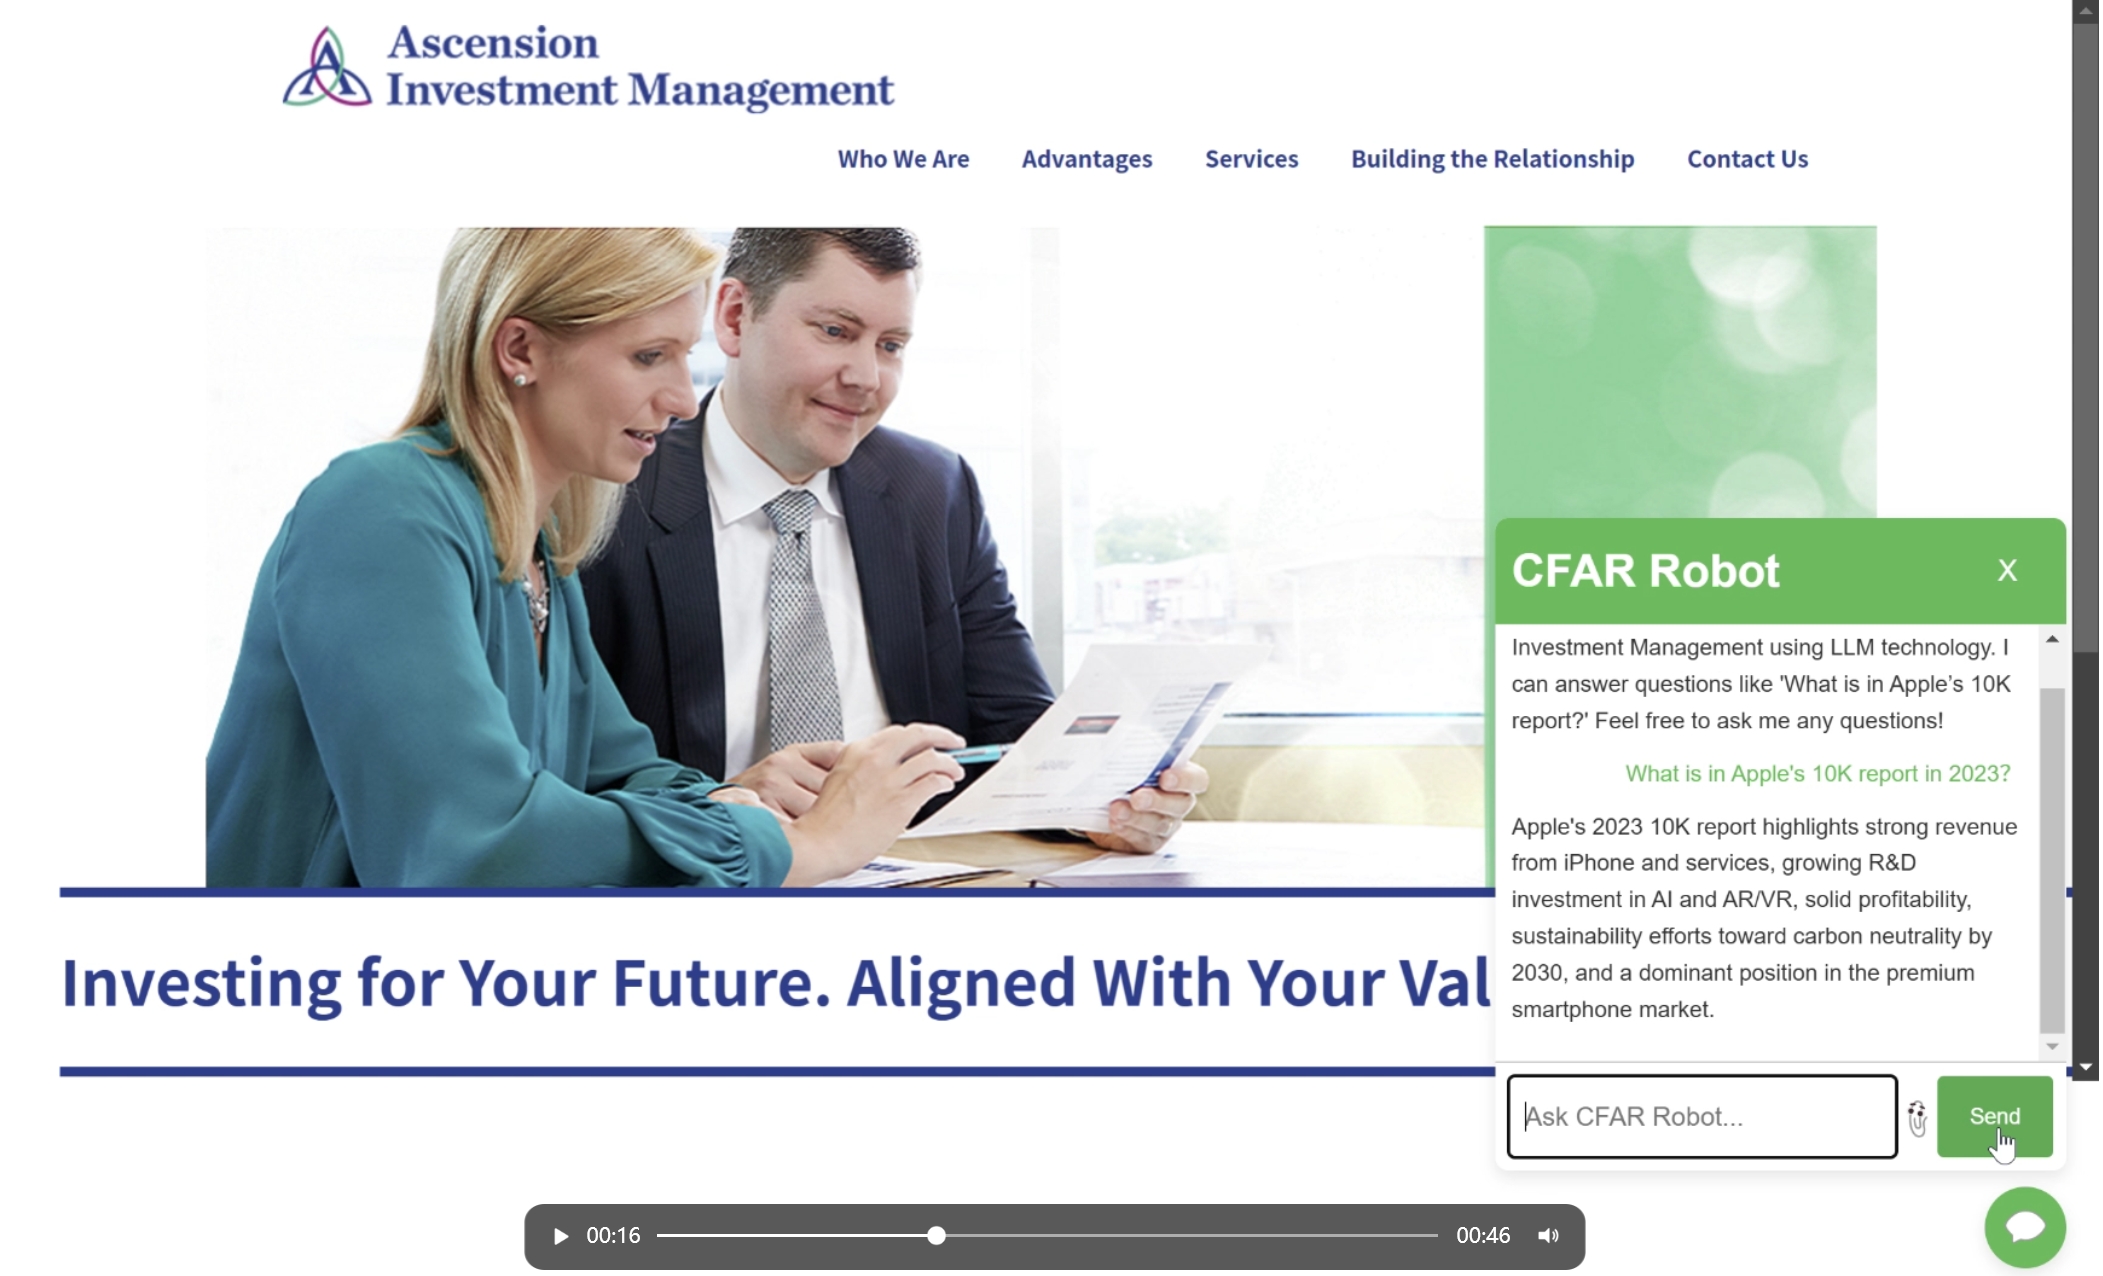 Ascension
Investment Management
Who We Are Advantages Services Building the Relationship Contact Us
Investing for Your Future. Aligned With Your Val
CFAR Robot X
Investment Management using LLM technology. I
can answer questions like 'What is in Apple’s 10K
report?' Feel free to ask me any questions!
What is in Apple's 10K report in 2023?
Apple's 2023 10K report highlights strong revenue
from iPhone and services, growing R&D
investment in AI and AR/VR, solid profitability,
sustainability efforts toward carbon neutrality by
2030, and a dominant position in the premium
smartphone market.
Ask CFAR Robot...
Send
00:16 00:46